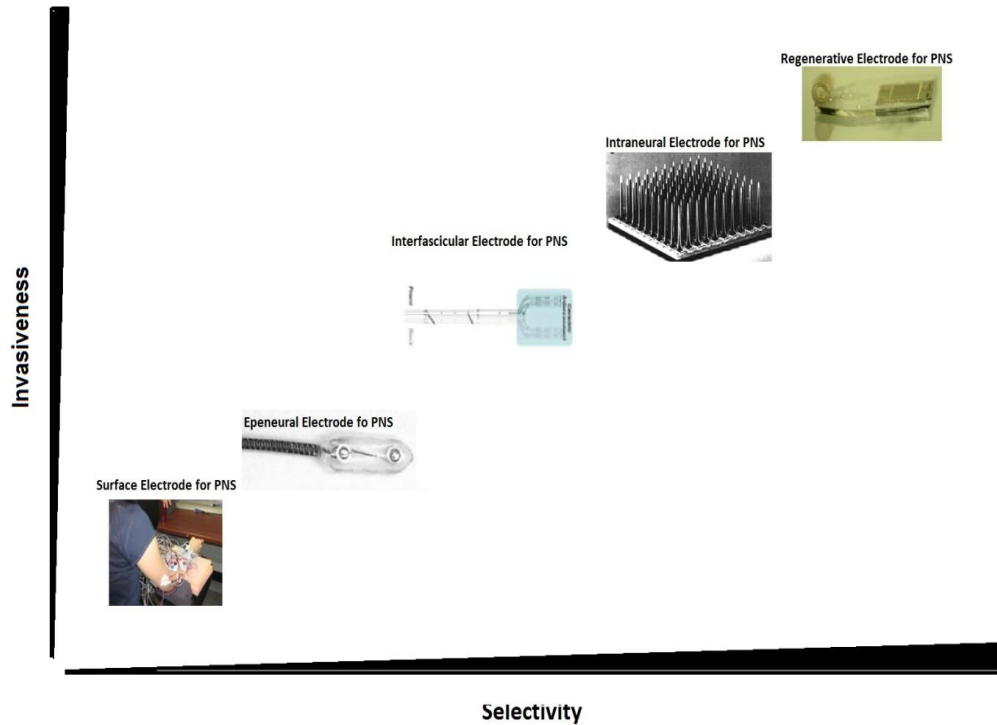 Regenerative Electrode for PNS
Intraneural Electrode for PNS
Interfascicular Electrode for PNS
Epeneural Electrode fo PNS
Surface Electrode for PNS
Invasiveness
Selectivity